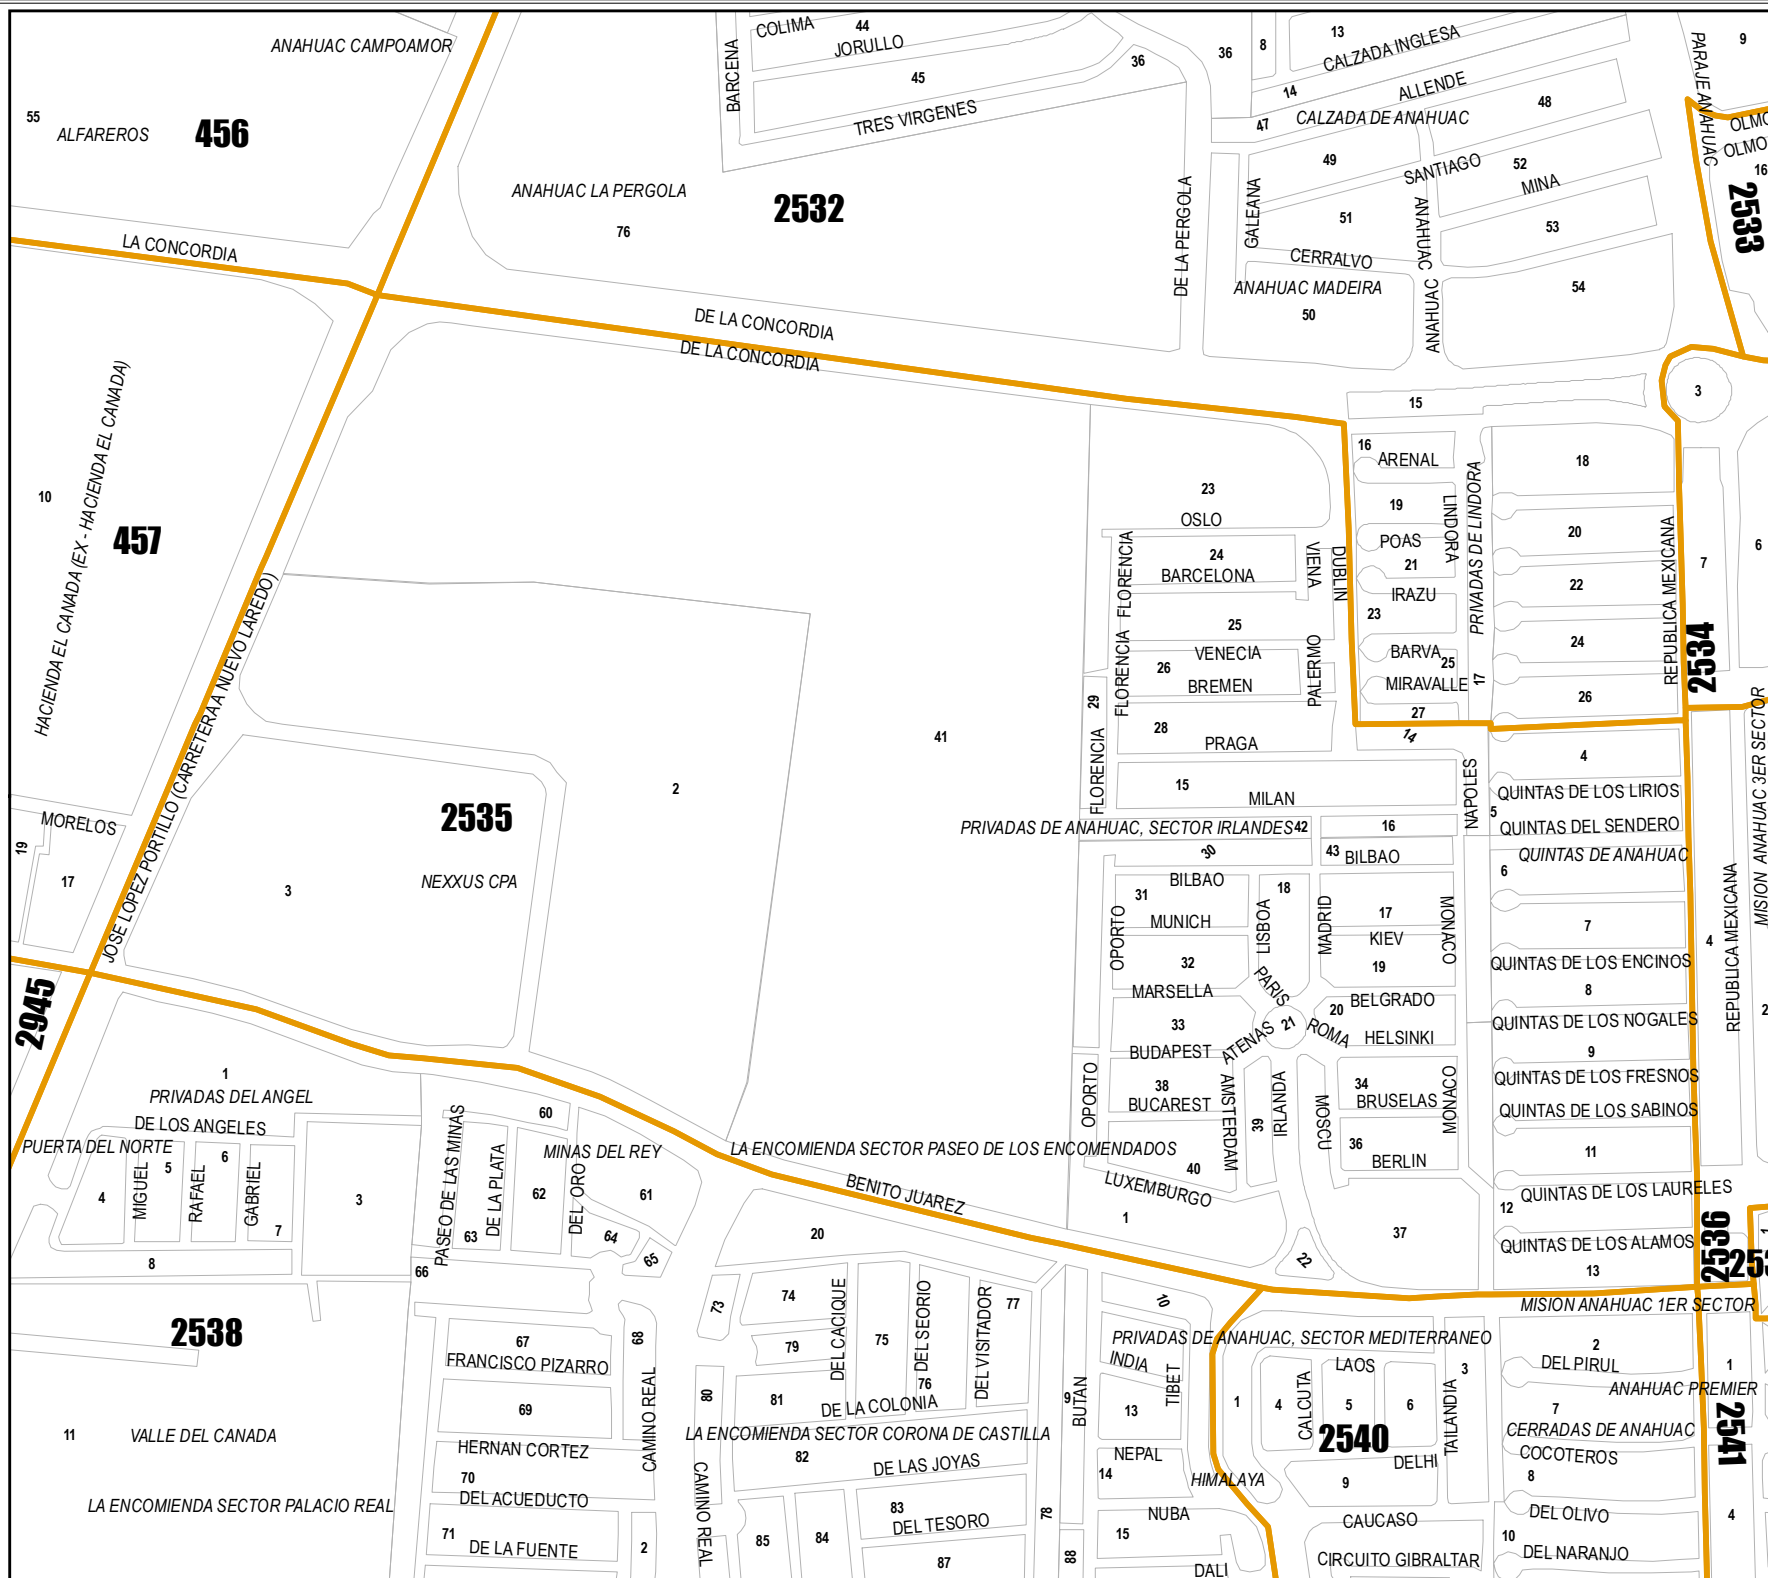 COLIMA
44
JORULLO
BARCENA
45
36
TRES VIRGENES
36
8
13
CALZADA INGLESA
14
ALLENDE
47
CALZADA DE ANAHUAC
48
PARAJE ANAHUAC
9
ANAHUAC CAMPOAMOR
55
ALFAREROS
456
ANAHUAC LA PERGOLA
2532
76
DE LA PERGOLA
GALEANA
49
SANTIAGO
52
MINA
51
ANAHUAC
53
CERRALVO
ANAHUAC MADEIRA
50
ANAHUAC
54
OLMO
OLMO
16
2533
LA CONCORDIA
DE LA CONCORDIA
DE LA CONCORDIA
3
15
HACIENDA EL CANADA (EX - HACIENDA EL CANADA)
10
457
JOSE LOPEZ PORTILLO (CARRETERA A NUEVO LAREDO)
23
OSLO
24
BARCELONA
FLORENCIA
VIENA
DUBLIN
25
VENECIA
26
BREMEN
FLORENCIA
PALERMO
29
28
PRAGA
FLORENCIA
15
MILAN
16
ARENAL
19
POAS
LINDORA
21
IRAZU
23
BARVA
25
MIRAVALLE
17
27
14
PRIVADAS DE LINDORA
18
20
22
24
26
REPUBLICA MEXICANA
7
6
2534
41
2
2535
NEXXUS CPA
3
MORELOS
19
17
2945
PRIVADAS DE ANAHUAC, SECTOR IRLANDES
42
16
NAPOLES
43
BILBAO
30
BILBAO
31
MUNICH
OPORTO
18
LISBOA
MADRID
17
KIEV
MONACO
32
MARSELLA
19
PARIS
20
BELGRADO
33
21
ROMA
HELSINKI
BUDAPEST
ATENAS
38
BUCAREST
OPORTO
AMSTERDAM
39
IRLANDA
MOSCU
34
BRUSELAS
MONACO
36
BERLIN
40
LUXEMBURGO
1
22
37
4
QUINTAS DE LOS LIRIOS
5
QUINTAS DEL SENDERO
QUINTAS DE ANAHUAC
6
7
QUINTAS DE LOS ENCINOS
8
QUINTAS DE LOS NOGALES
9
QUINTAS DE LOS FRESNOS
QUINTAS DE LOS SABINOS
11
QUINTAS DE LOS LAURELES
12
QUINTAS DE LOS ALAMOS
13
4
REPUBLICA MEXICANA
MISION ANAHUAC 3ER SECTOR
2
2536
1
253
MISION ANAHUAC 1ER SECTOR
1
PRIVADAS DEL ANGEL
DE LOS ANGELES
PUERTA DEL NORTE
4
MIGUEL
5
RAFAEL
6
GABRIEL
7
3
8
60
PASEO DE LAS MINAS
DE LA PLATA
MINAS DEL REY
62
DEL ORO
61
63
64
65
66
LA ENCOMIENDA SECTOR PASEO DE LOS ENCOMENDADOS
BENITO JUAREZ
20
2538
67
FRANCISCO PIZARRO
68
69
HERNAN CORTEZ
CAMINO REAL
70
DEL ACUEDUCTO
71
DE LA FUENTE
2
11
VALLE DEL CANADA
LA ENCOMIENDA SECTOR PALACIO REAL
73
74
79
DEL CACIQUE
75
DEL SEORIO
76
DEL VISITADOR
77
80
81
DE LA COLONIA
LA ENCOMIENDA SECTOR CORONA DE CASTILLA
82
DE LAS JOYAS
CAMINO REAL
83
DEL TESORO
85
84
87
78
88
9
BUTAN
10
PRIVADAS DE ANAHUAC, SECTOR MEDITERRANEO
INDIA
TIBET
13
NEPAL
14
HIMALAYA
NUBA
15
DALI
1
4
CALCUTA
LAOS
5
6
TAILANDIA
3
2540
DELHI
9
CAUCASO
CIRCUITO GIBRALTAR
2
DEL PIRUL
1
ANAHUAC PREMIER
7
CERRADAS DE ANAHUAC
COCOTEROS
8
2541
DEL OLIVO
4
10
DEL NARANJO